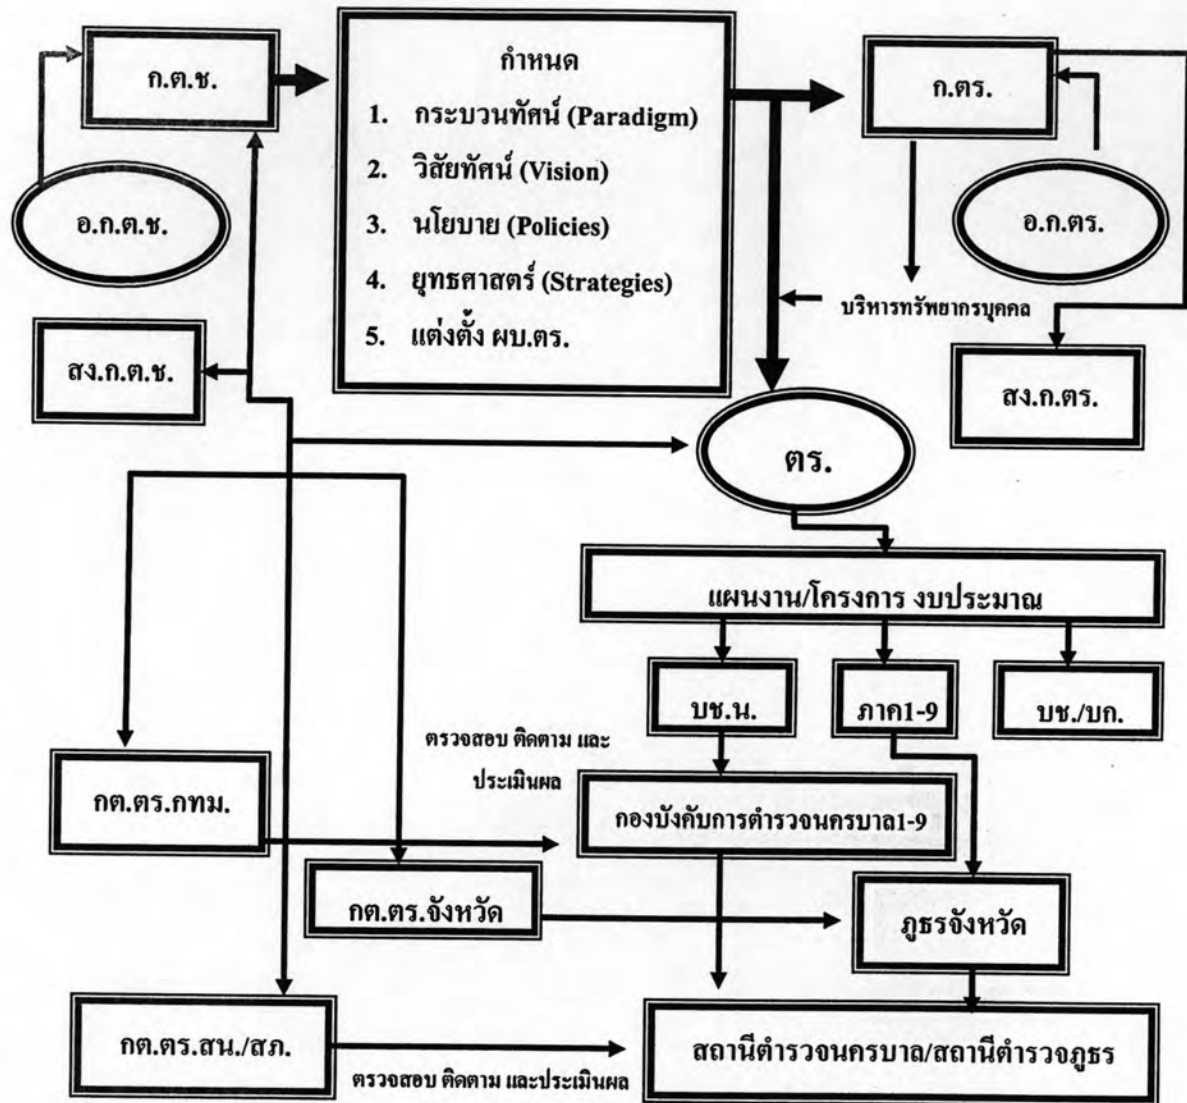 ก.ต.ช.
กำหนด
1. กระบวนทัศน์ (Paradigm)
2. วิสัยทัศน์ (Vision)
3. นโยบาย (Policies)
4. ยุทธศาสตร์ (Strategies)
5. แต่งตั้ง ผบ.ตร.
ก.ตร.
อ.ก.ต.ช.
อ.ก.ตร.
บริหารทรัพยากรบุคคล
สง.ก.ต.ช.
สง.ก.ตร.
ตร.
แผนงาน/โครงการ งบประมาณ
บช.น.
ภาค1-9
บช./บก.
ตรวจสอบ ติดตาม และ
ประเมินผล
กต.ตร.กทม.
กองบังคับการตำรวจนครบาล1-9
กต.ตร.จังหวัด
ภูธรจังหวัด
กต.ตร.สน./สภ.
สถานีตำรวจนครบาล/สถานีตำรวจภูธร
ตรวจสอบ ติดตาม และประเมินผล